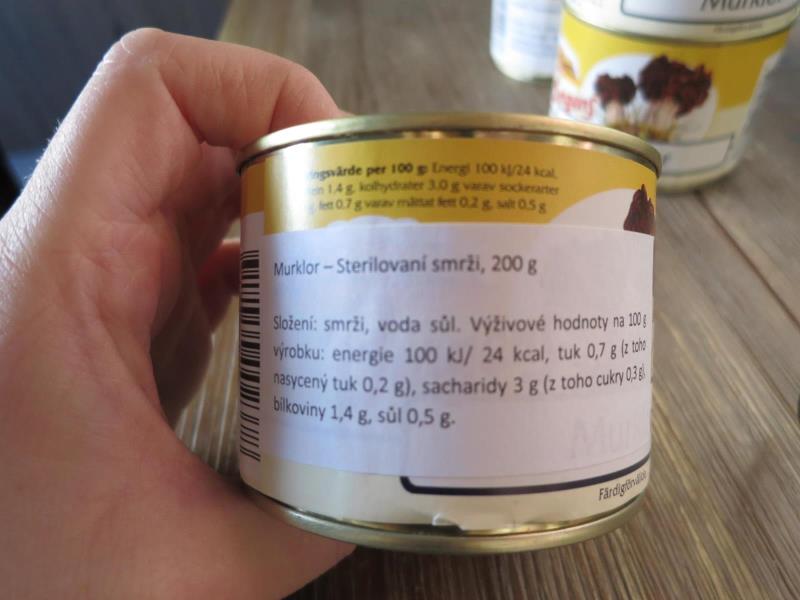 Murklor
ringsvärde per 100 g: Energi 100 kJ/24 kcal,
1,4 g, kolhydrater 3,0 g varav sockerarter
fett 0,7 g varav mättat fett 0,2 g, salt 0,5 g
Murklor – Sterilovaní smrži, 200 g
Složení: smrži, voda sůl. Výživové hodnoty na 100 g
výrobku: energie 100 kJ/ 24 kcal, tuk 0,7 g (z toho
nasycený tuk 0,2 g), sacharidy 3 g (z toho cukry 0,3 g),
bílkoviny 1,4 g, sůl 0,5 g.
Färdigförvällda